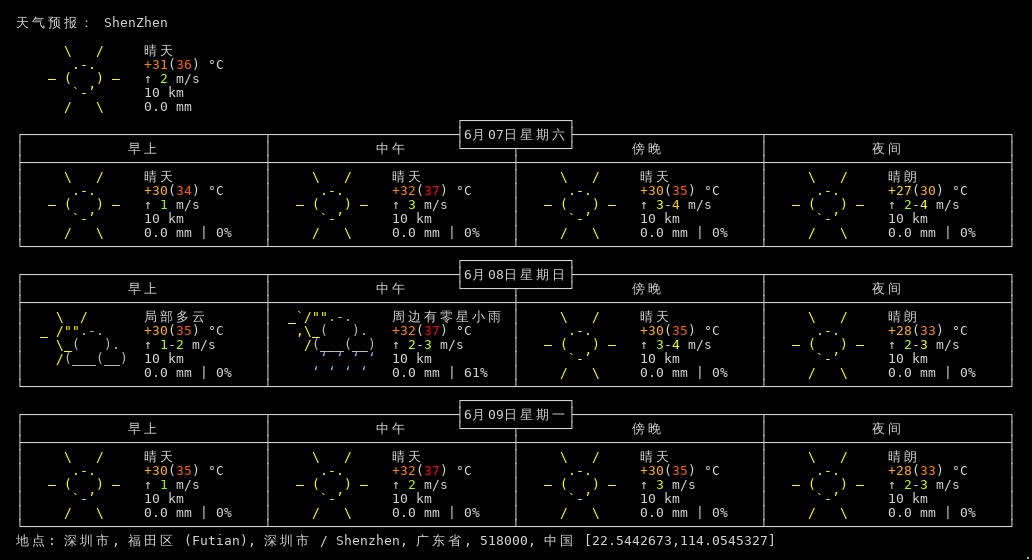 天气预报： ShenZhen
晴天
+31(36) °C
↑ 2 m/s
10 km
0.0 mm
6月07日星期六
早上 中午 傍晚 夜间
晴天 晴天 晴天 晴朗
+30(34) °C +32(37) °C +30(35) °C +27(30) °C
↑ 1 m/s ↑ 3 m/s ↑ 3-4 m/s ↑ 2-4 m/s
10 km 10 km 10 km 10 km
0.0 mm | 0% 0.0 mm | 0% 0.0 mm | 0% 0.0 mm | 0%
6月08日星期日
早上 中午 傍晚 夜间
局部多云 周边有零星小雨 晴天 晴朗
+30(35) °C +32(37) °C +30(35) °C +28(33) °C
↑ 1-2 m/s ↑ 2-3 m/s ↑ 3-4 m/s ↑ 2-3 m/s
10 km 10 km 10 km 10 km
0.0 mm | 0% 0.0 mm | 61% 0.0 mm | 0% 0.0 mm | 0%
6月09日星期一
早上 中午 傍晚 夜间
晴天 晴天 晴天 晴朗
+30(35) °C +32(37) °C +30(35) °C +28(33) °C
↑ 1 m/s ↑ 2 m/s ↑ 3 m/s ↑ 2-3 m/s
10 km 10 km 10 km 10 km
0.0 mm | 0% 0.0 mm | 0% 0.0 mm | 0% 0.0 mm | 0%
地点: 深圳市, 福田区 (Futian), 深圳市 / Shenzhen, 广东省, 518000, 中国 [22.5442673,114.0545327]